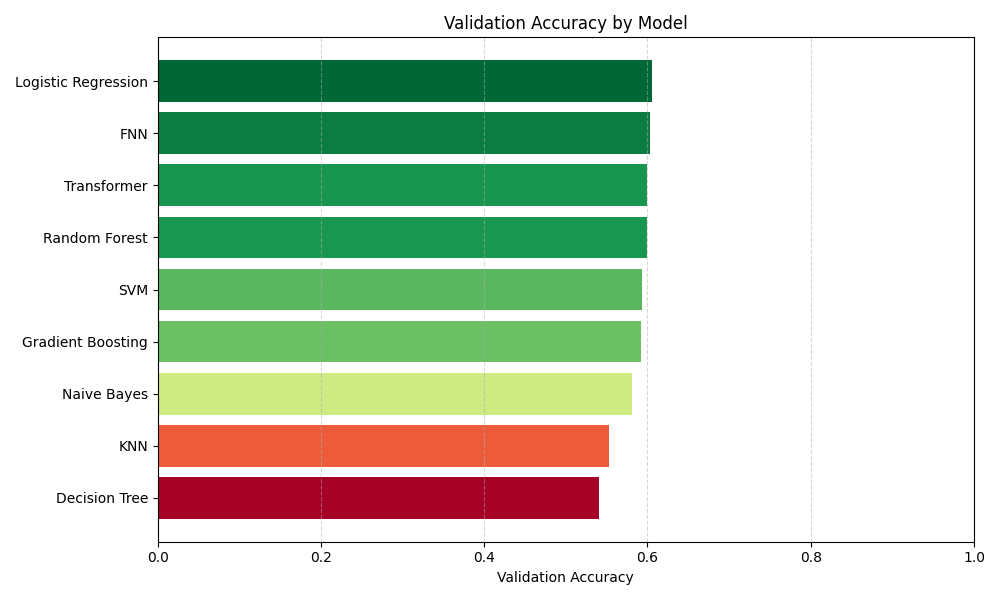 Validation Accuracy by Model
Logistic Regression
FNN
Transformer
Random Forest
SVM
Gradient Boosting
Naive Bayes
KNN
Decision Tree
0.0 0.2 0.4 0.6 0.8 1.0
Validation Accuracy